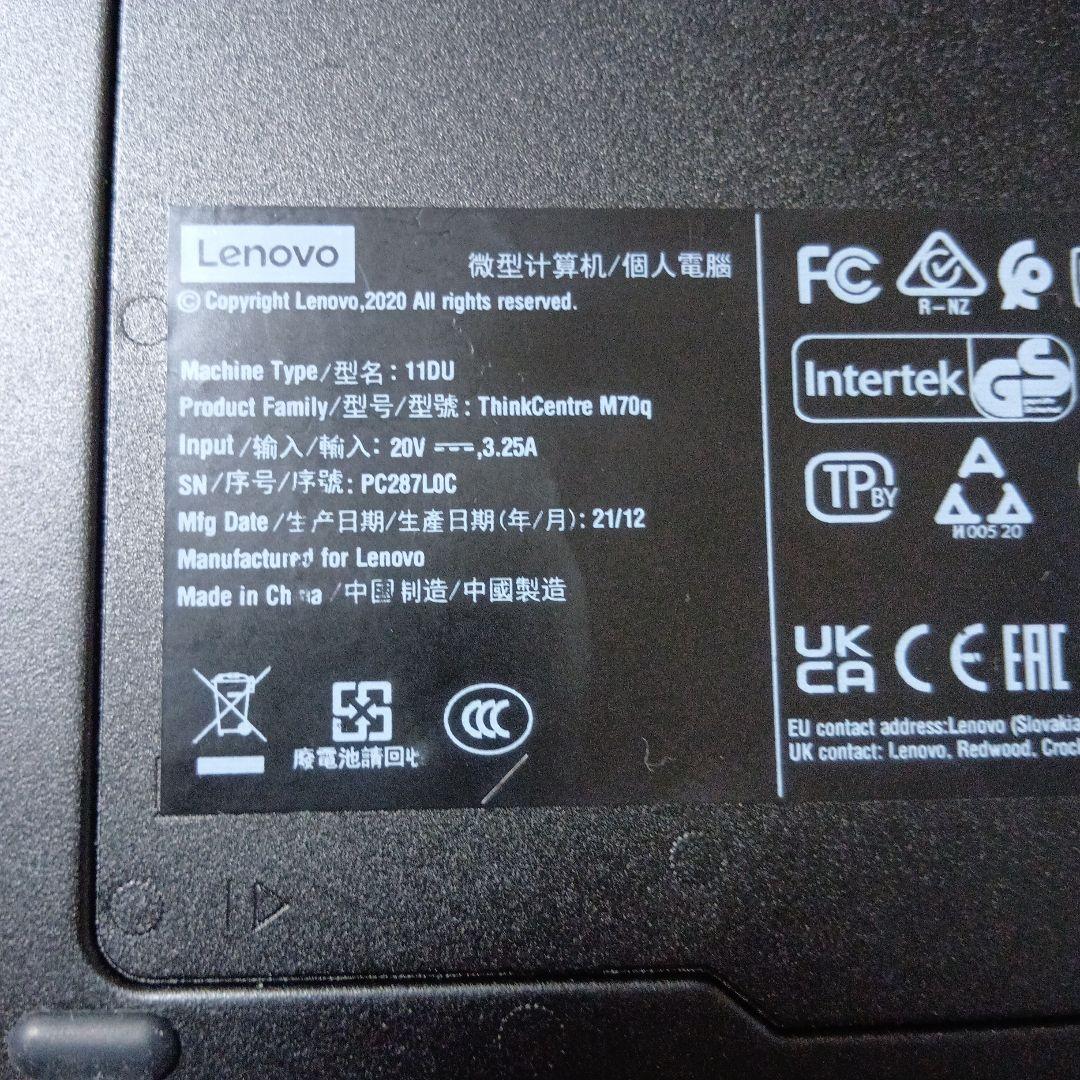 Lenovo
微型计算机/個人電腦
© Copyright Lenovo,2020 All rights reserved.
Machine Type/型名: 11DU
Product Family/型号/型號: ThinkCentre M70q
Input/输入/輸入: 20V ⎓,3.25A
SN/序号/序號: PC287L0C
Mfg Date/生产日期/生產日期(年/月): 21/12
Manufactured for Lenovo
Made in China/中国制造/中國製造
廢電池請回收
FC
R-NZ
Intertek
GS
TP BY
A
N00520
UK
CA
CE EAC
EU contact address:Lenovo (Slovakia
UK contact: Lenovo, Redwood,